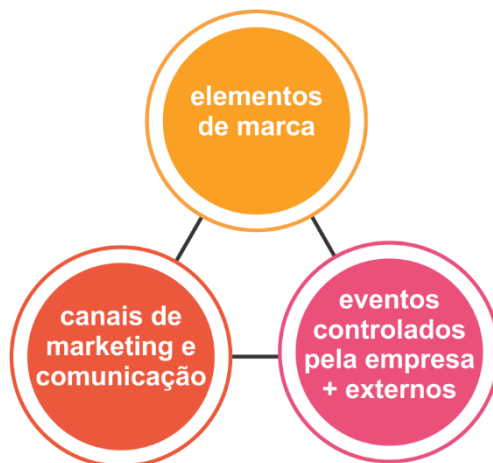 elementos
de marca
canais de
marketing e
comunicação
eventos
controlados
pela empresa
+ externos